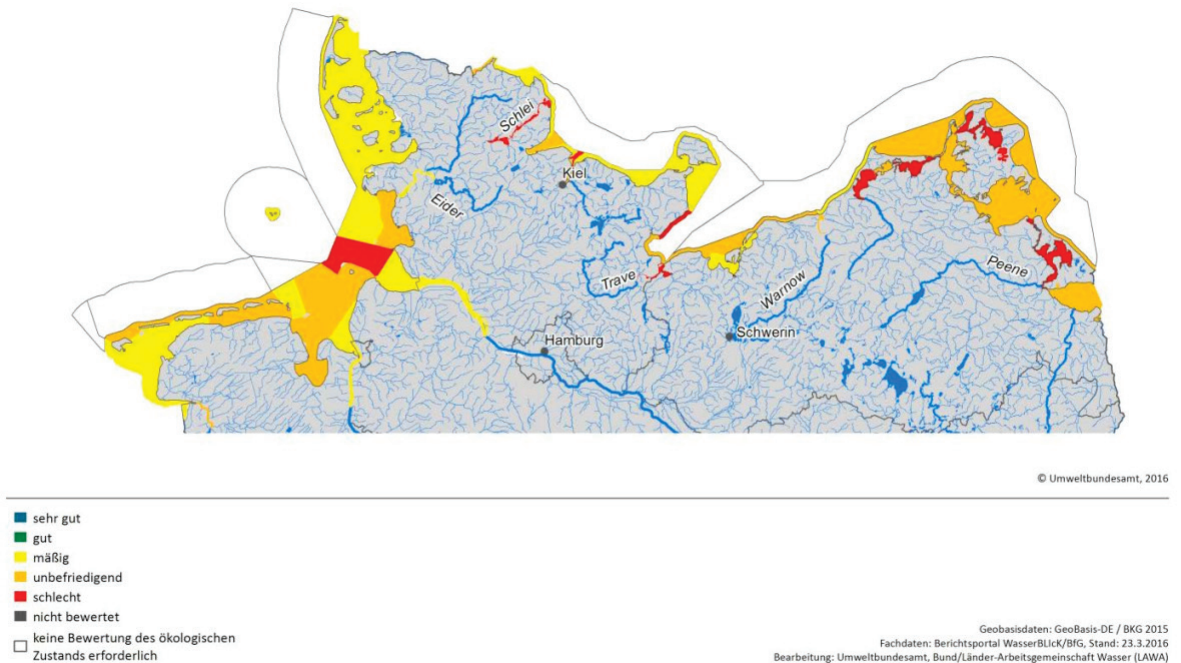 Schlei
Kiel
Eider
Trave
Warnow
Peene
Schwerin
Hamburg
© Umweltbundesamt, 2016
sehr gut
gut
mäßig
unbefriedigend
schlecht
nicht bewertet
keine Bewertung des ökologischen
Zustands erforderlich
Geobasisdaten: GeoBasis-DE / BKG 2015
Fachdaten: Berichtsportal WasserBLIcK/BfG, Stand: 23.3.2016
Bearbeitung: Umweltbundesamt, Bund/Länder-Arbeitsgemeinschaft Wasser (LAWA)